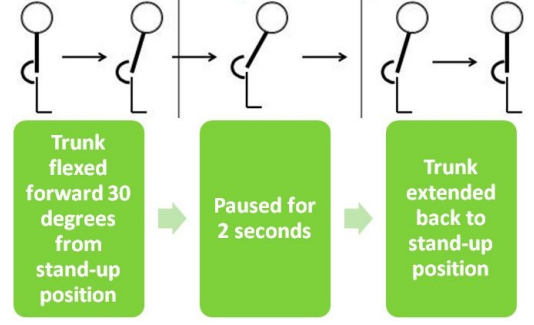 Trunk
flexed
forward 30
degrees
from
stand-up
position
Paused for
2 seconds
Trunk
extended
back to
stand-up
position